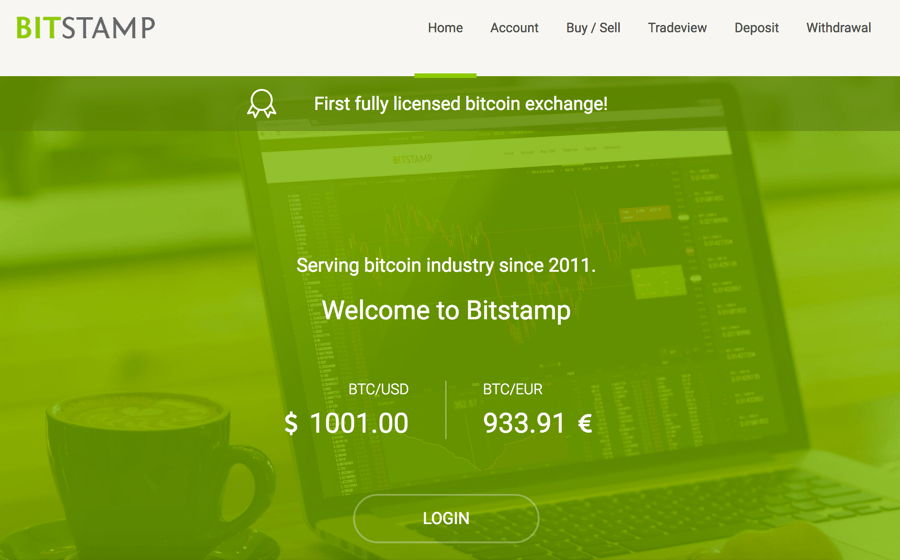 BITSTAMP
Home Account Buy / Sell Tradeview Deposit Withdrawal
First fully licensed bitcoin exchange!
BITSTAMP
Serving bitcoin industry since 2011.
Welcome to Bitstamp
BTC/USD BTC/EUR
$ 1001.00 933.91 €
LOGIN